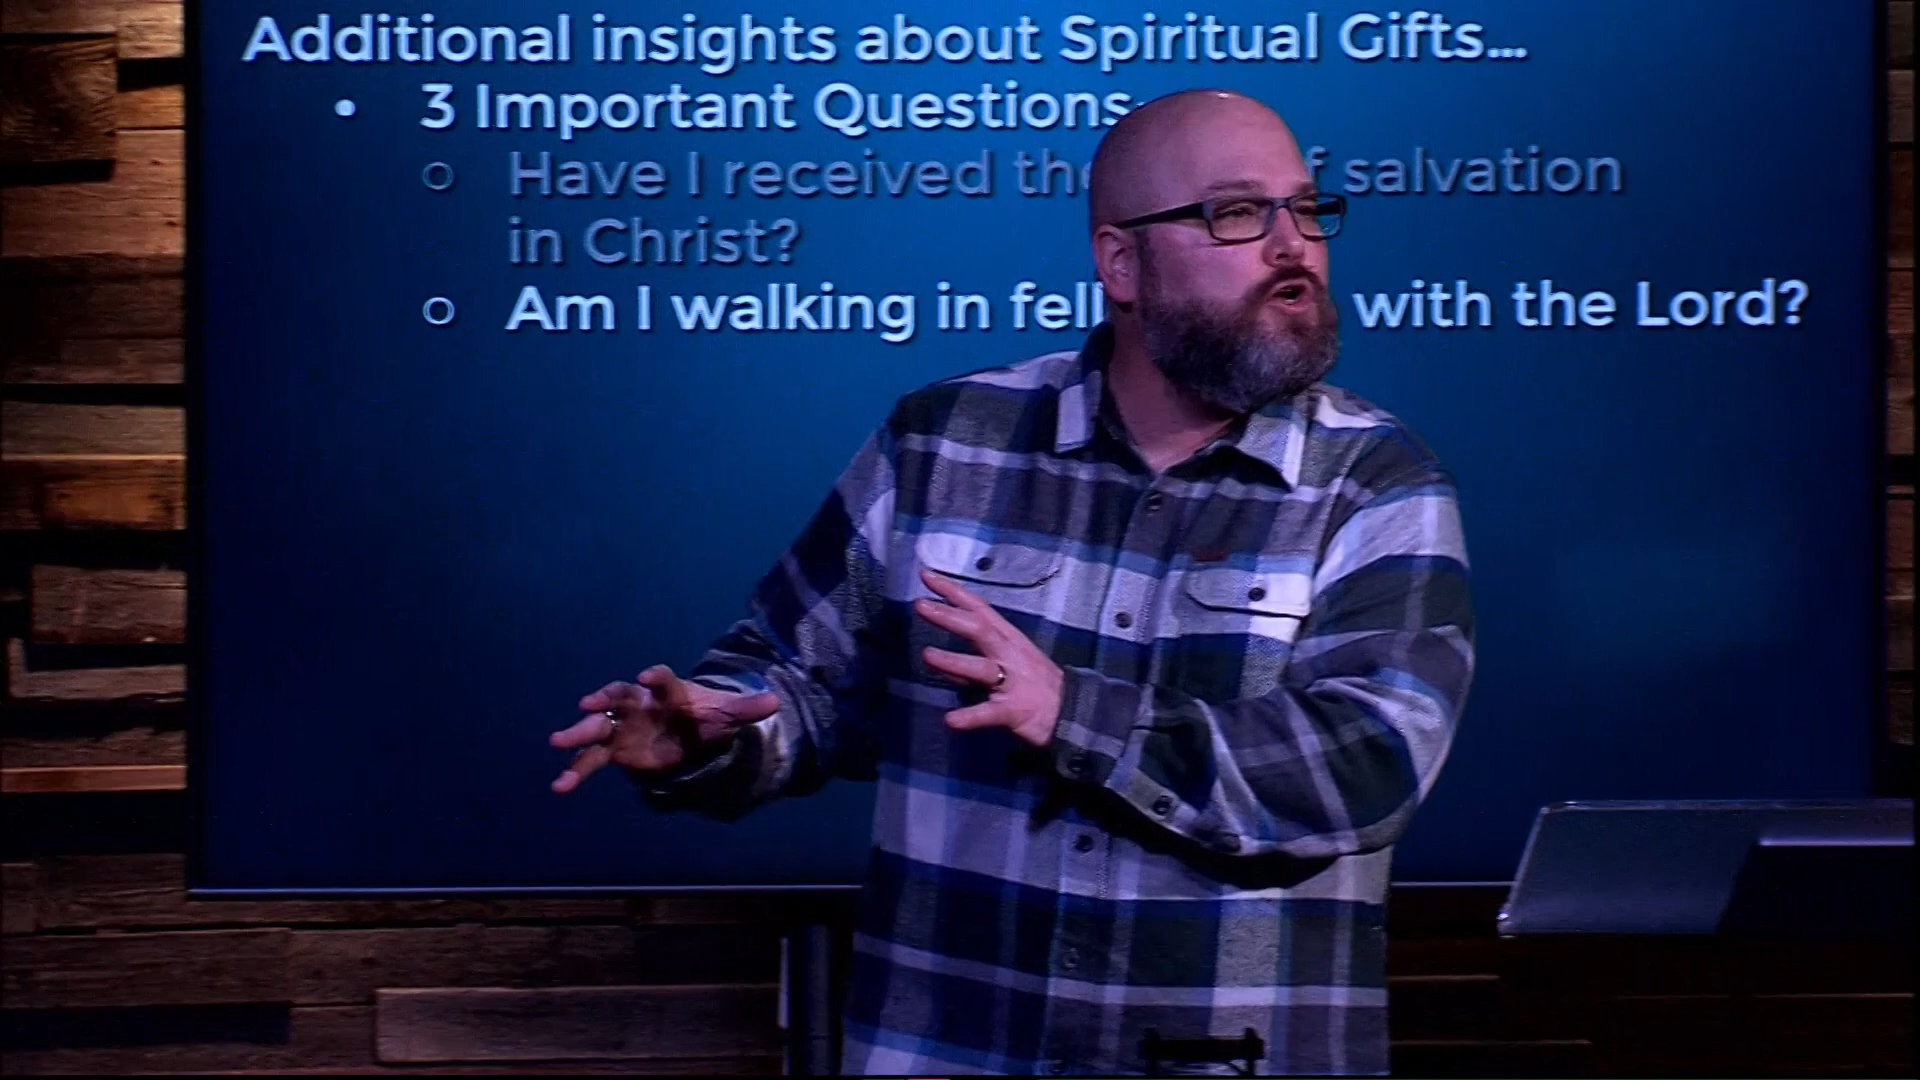 Additional insights about Spiritual Gifts...
• 3 Important Questions
○ Have I received salvation
in Christ?
○ Am I walking in with the Lord?